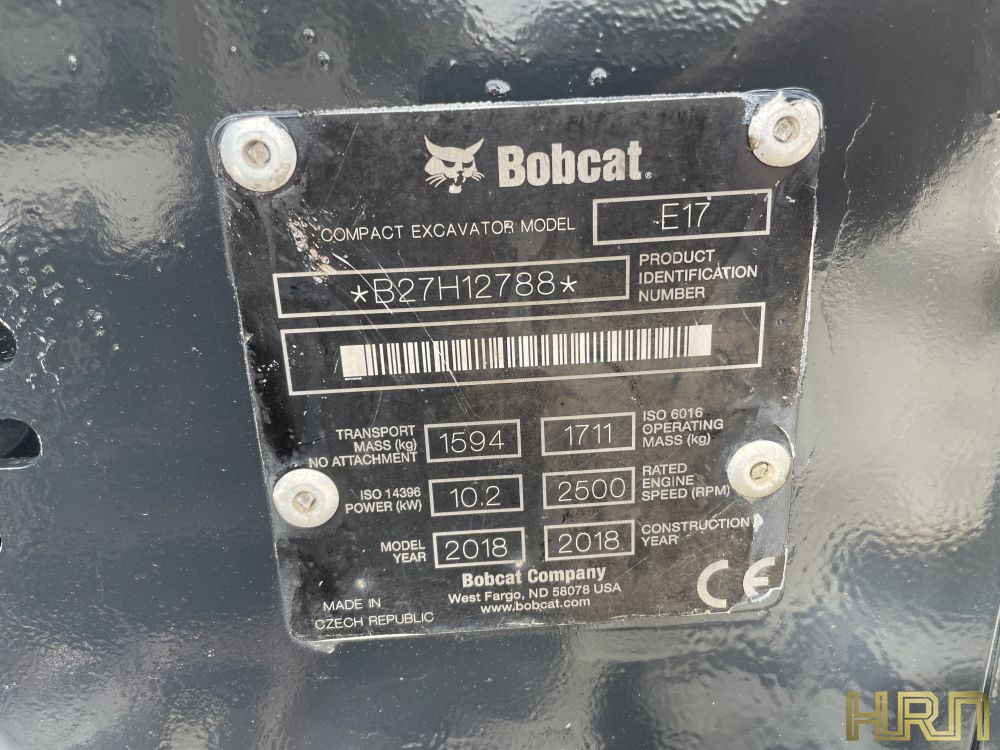 Bobcat®
COMPACT EXCAVATOR MODEL E17
*B27H12788*
PRODUCT
IDENTIFICATION
NUMBER
TRANSPORT
MASS (kg)
NO ATTACHMENT
1594
1711
ISO 6016
OPERATING
MASS (kg)
ISO 14396
POWER (kW)
10.2
2500
RATED
ENGINE
SPEED (RPM)
MODEL
YEAR
2018
2018
CONSTRUCTION
YEAR
Bobcat Company
West Fargo, ND 58078 USA
www.bobcat.com
MADE IN
CZECH REPUBLIC
CE
HRN